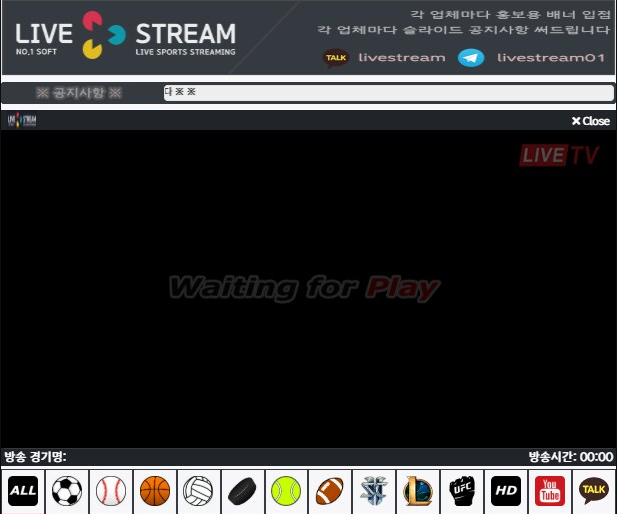 LIVE STREAM
NO.1 SOFT LIVE SPORTS STREAMING
각 업체마다 홍보용 배너 입점
각 업체마다 슬라이드 공지사항 써드립니다
TALK livestream livestream01
※ 공지사항 ※ 다 ※ ※
LIVE STREAM × Close
LIVE TV
Waiting for Play
방송 경기명: 방송시간: 00:00
ALL UFC HD You Tube TALK